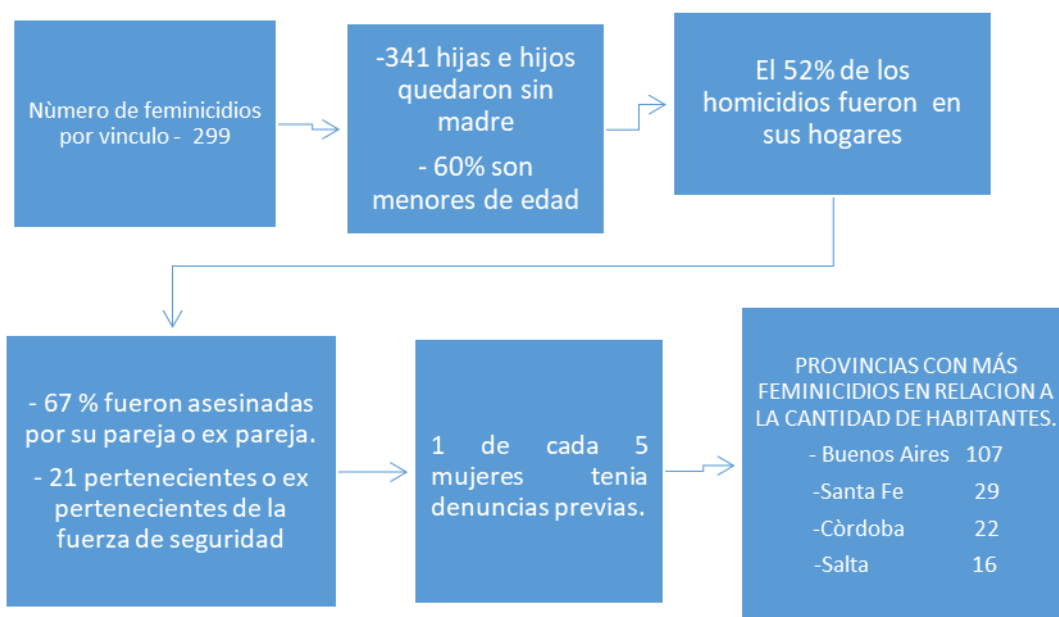 Nùmero de feminicidios
por vinculo - 299
-341 hijas e hijos
quedaron sin
madre
- 60% son
menores de edad
El 52% de los
homicidios fueron en
sus hogares
- 67 % fueron asesinadas
por su pareja o ex pareja.
- 21 pertenecientes o ex
pertenecientes de la
fuerza de seguridad
1 de cada 5
mujeres tenia
denuncias previas.
PROVINCIAS CON MÁS
FEMINICIDIOS EN RELACION A
LA CANTIDAD DE HABITANTES.
- Buenos Aires 107
-Santa Fe 29
-Còrdoba 22
-Salta 16